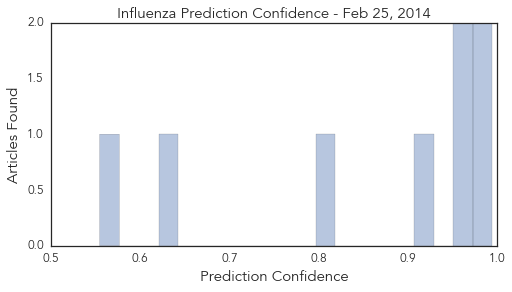 Influenza Prediction Confidence - Feb 25, 2014
2.0
1.5
1.0
0.5
0.0
Articles Found
0.5 0.6 0.7 0.8 0.9 1.0
Prediction Confidence